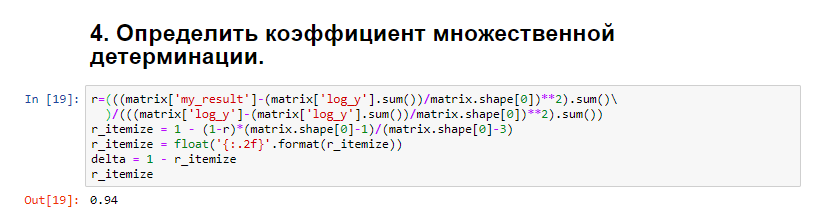 4. Определить коэффициент множественной
детерминации.
In [19]: r=(((matrix['my_result']-(matrix['log_y'].sum())/matrix.shape[0])**2).sum()\
)/(((matrix['log_y']-(matrix['log_y'].sum())/matrix.shape[0])**2).sum())
r_itemize = 1 - (1-r)*(matrix.shape[0]-1)/(matrix.shape[0]-3)
r_itemize = float('{:.2f}'.format(r_itemize))
delta = 1 - r_itemize
r_itemize
Out[19]: 0.94